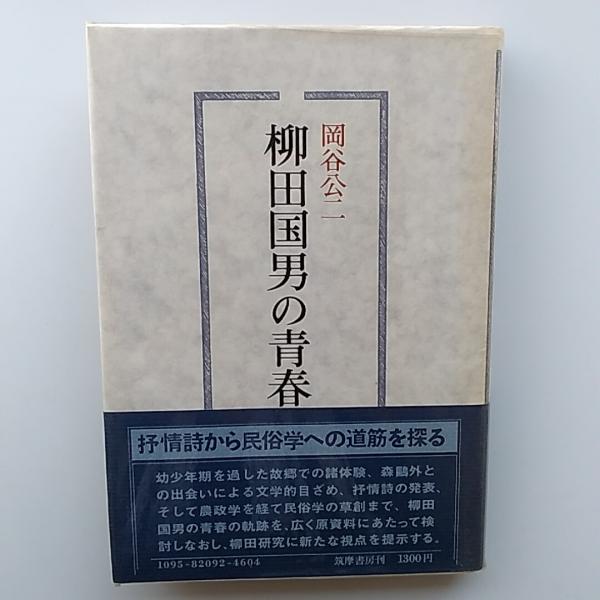 岡谷公二
柳田国男の青春
抒情詩から民俗学への道筋を探る
幼少年期を過した故郷での諸体験、森鷗外と
の出会いによる文学的目ざめ、抒情詩の発表、
そして農政学を経て民俗学の草創まで、柳田
国男の青春の軌跡を、広く原資料にあたって検
討しなおし、柳田研究に新たな視点を提示する。
1095-82092-4604 筑摩書房刊 1300円